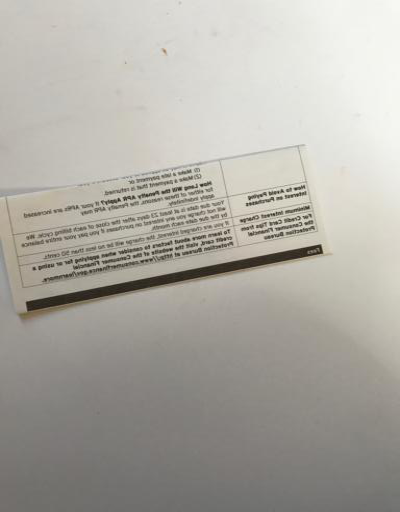 (1) Make a late payment or
(2) Make a payment that is returned.
How Long Will the Penalty APR Apply? If your APRs are increased
for either of these reasons, the Penalty APR may
apply indefinitely.
How to Avoid Paying
Interest on Purchases
Your due date is at least 23 days after the close of each billing cycle. We
will not charge you any interest on purchases if you pay your entire balance
by the due date each month.
Minimum Interest Charge
If you are charged interest, the charge will be no less than 50 cents.
For Credit Card Tips from
the Consumer Financial
Protection Bureau
To learn more about factors to consider when applying for or using a
credit card, visit the website of the Consumer Financial
Protection Bureau at http://www.consumerfinance.gov/learnmore.
Fees